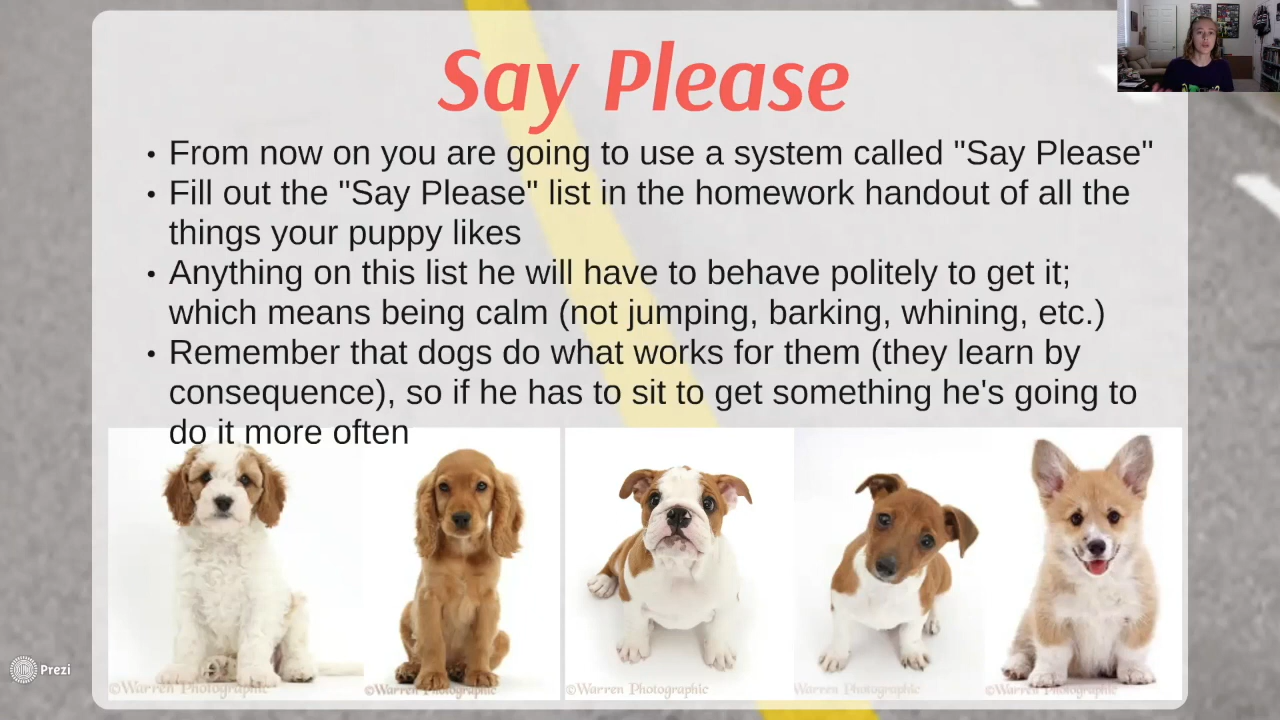 Say Please
• From now on you are going to use a system called "Say Please"
• Fill out the "Say Please" list in the homework handout of all the
things your puppy likes
• Anything on this list he will have to behave politely to get it;
which means being calm (not jumping, barking, whining, etc.)
• Remember that dogs do what works for them (they learn by
consequence), so if he has to sit to get something he's going to
do it more often
Prezi
©Warren Photographic
©Warren Photographic
©Warren Photographic
Warren Photographic
©Warren Photographic